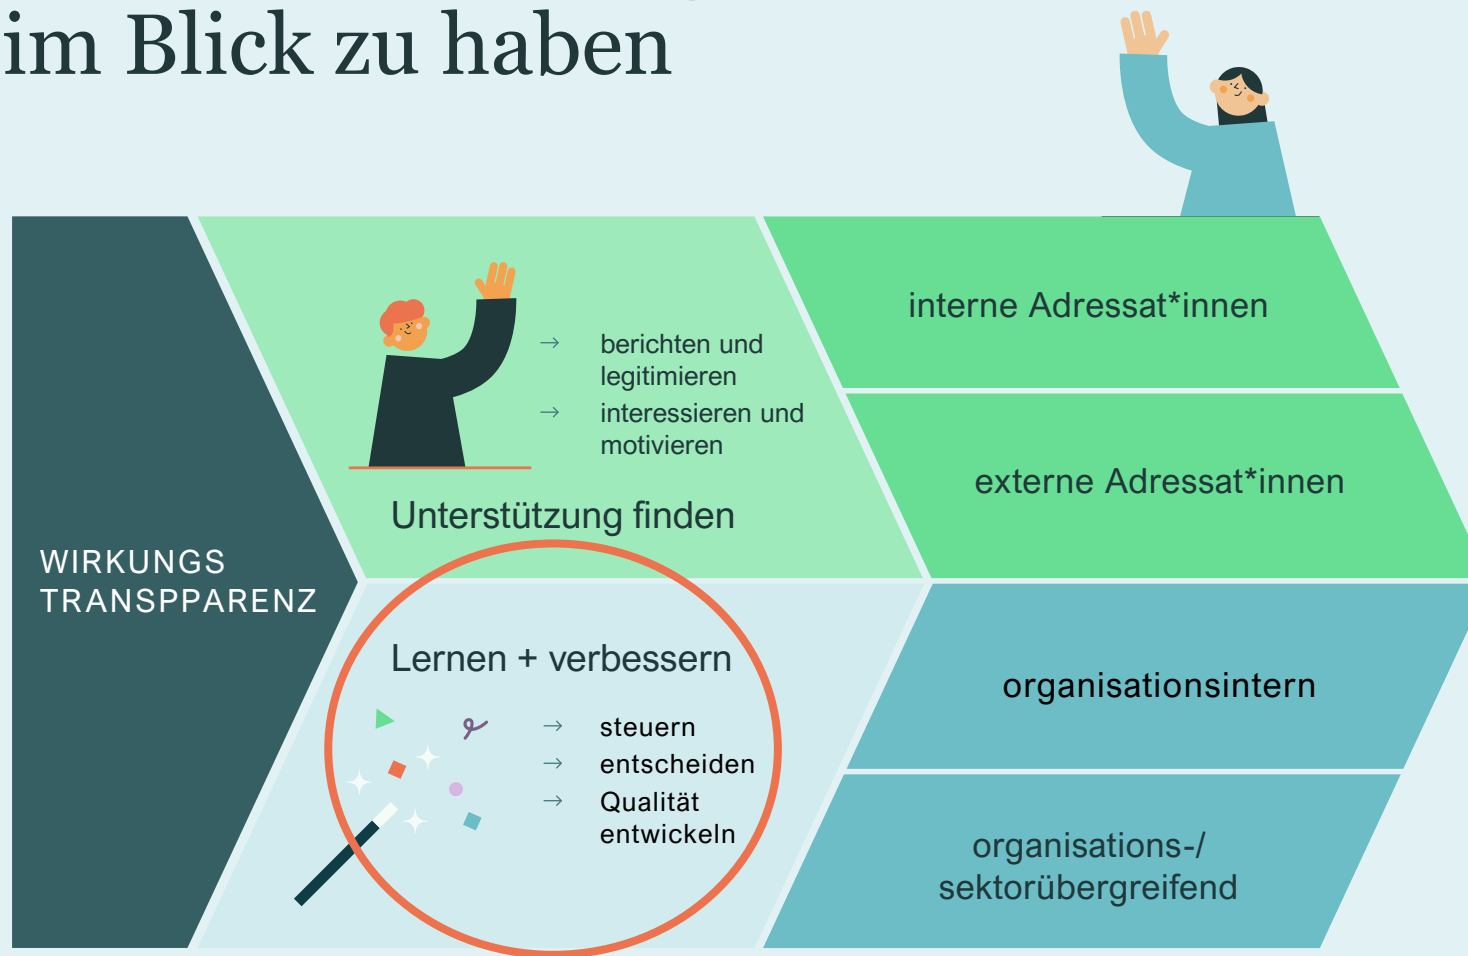 im Blick zu haben
WIRKUNGS
TRANSPPARENZ
→ berichten und
legitimieren
→ interessieren und
motivieren
Unterstützung finden
Lernen + verbessern
→ steuern
→ entscheiden
→ Qualität
entwickeln
interne Adressat*innen
externe Adressat*innen
organisationsintern
organisations-/
sektorübergreifend